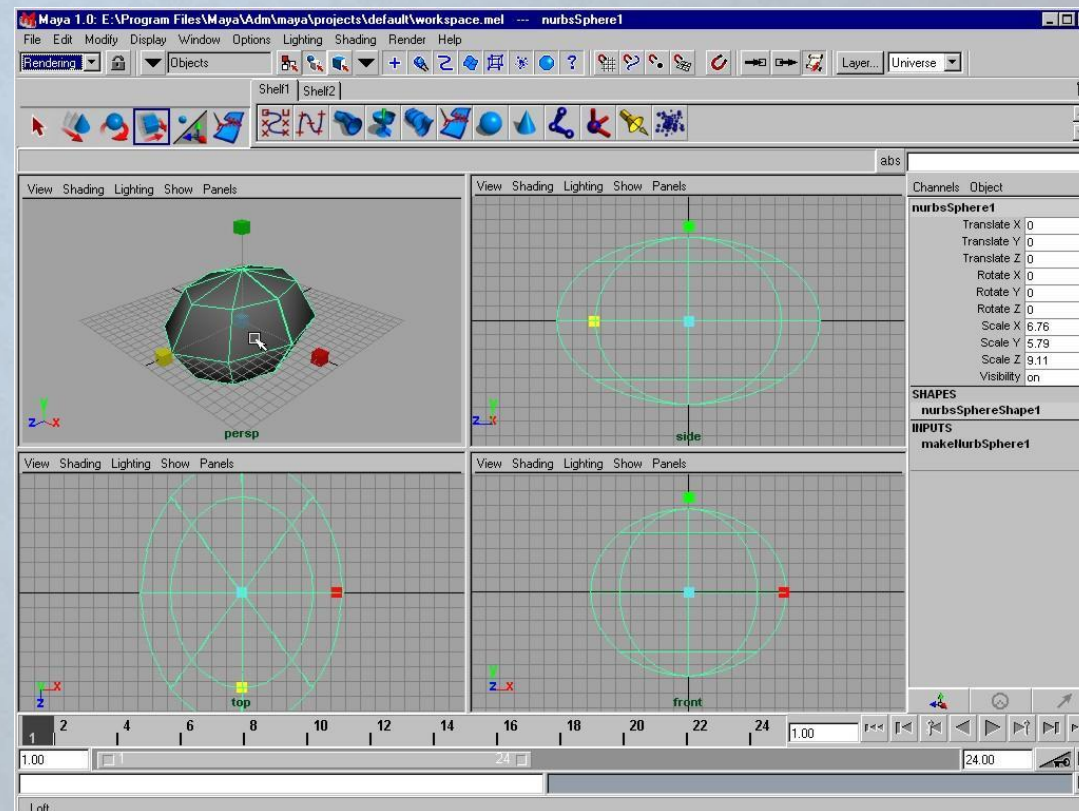 Maya 1.0: E:\Program Files\Maya\Adm\maya\projects\default\workspace.mel --- nurbsSphere1
File Edit Modify Display Window Options Lighting Shading Render Help
Rendering Objects ? Layer... Universe
Shelf1 Shelf2
abs
View Shading Lighting Show Panels
y
z x
persp
View Shading Lighting Show Panels
y
z x
side
View Shading Lighting Show Panels
y x
z
top
View Shading Lighting Show Panels
y
z x
front
Channels Object
nurbsSphere1
Translate X 0
Translate Y 0
Translate Z 0
Rotate X 0
Rotate Y 0
Rotate Z 0
Scale X 6.76
Scale Y 5.79
Scale Z 9.11
Visibility on
SHAPES
nurbsSphereShape1
INPUTS
makeNurbSphere1
1 2 4 6 8 10 12 14 16 18 20 22 24 1.00
1.00 1 24 24.00
Loft